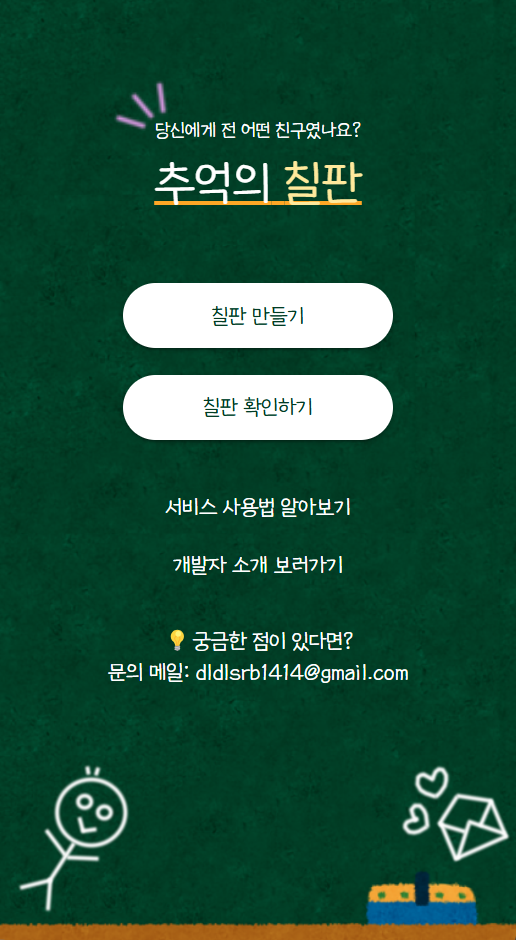 당신에게 전 어떤 친구였나요?
추억의 칠판
칠판 만들기
칠판 확인하기
서비스 사용법 알아보기
개발자 소개 보러가기
💡 궁금한 점이 있다면?
문의 메일: dldlsrb1414@gmail.com